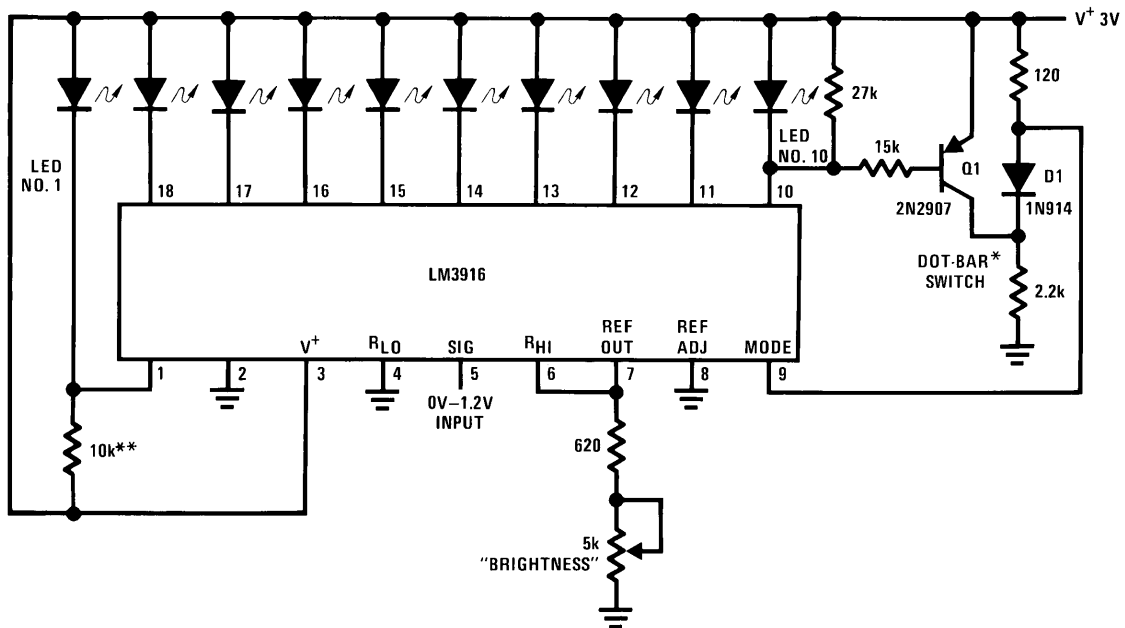 V+ 3V
120
27k
LED
NO. 1
LED
NO. 10
15k
Q1
D1
2N2907
1N914
18
17
16
15
14
13
12
11
10
DOT-BAR*
SWITCH
LM3916
2.2k
V+
RLO
SIG
RHI
REF
OUT
REF
ADJ
MODE
1
2
3
4
5
6
7
8
9
0V–1.2V
INPUT
10k**
620
5k
"BRIGHTNESS"